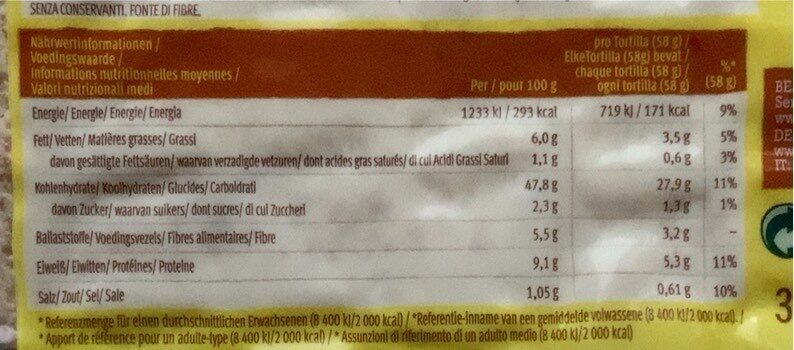 SENZA CONSERVANTI. FONTE DI FIBRE.
Nährwertinformationen /
Voedingswaarde /
Informations nutritionnelles moyennes /
Valori nutrizionali medi
Per / pour 100 g
pro Tortilla (58 g) /
ElkeTortilla (58g) bevat /
chaque tortilla (58 g) /
ogni tortilla (58 g)
%*
(58 g)
Energie/ Energie/ Energie/ Energia 1233 kJ / 293 kcal 719 kJ / 171 kcal 9%
Fett/ Vetten/ Matières grasses/ Grassi 6,0 g 3,5 g 5%
davon gesättigte Fettsäuren/ waarvan verzadigde vetzuren/ dont acides gras saturés/ di cui Acidi Grassi Saturi 1,1 g 0,6 g 3%
Kohlenhydrate/ Koolhydraten/ Glucides/ Carboidrati 47,8 g 27,9 g 11%
davon Zucker/ waarvan suikers/ dont sucres/ di cui Zuccheri 2,3 g 1,3 g 1%
Ballaststoffe/ Voedingsvezels/ Fibres alimentaires/ Fibre 5,5 g 3,2 g -
Eiweiß/ Eiwitten/ Protéines/ Proteine 9,1 g 5,3 g 11%
Salz/ Zout/ Sel/ Sale 1,05 g 0,61 g 10%
* Referenzmenge für einen durchschnittlichen Erwachsenen (8 400 kJ/2 000 kcal) / *Referentie-inname van een gemiddelde volwassene (8 400 kJ/2 000 kcal). /
* Apport de référence pour un adulte-type (8 400 kJ/2 000 kcal) / * Assunzioni di riferimento di un adulto medio (8 400 kJ/2 000 kcal)
BE
Ser
ww
DE
ww
IT:
3